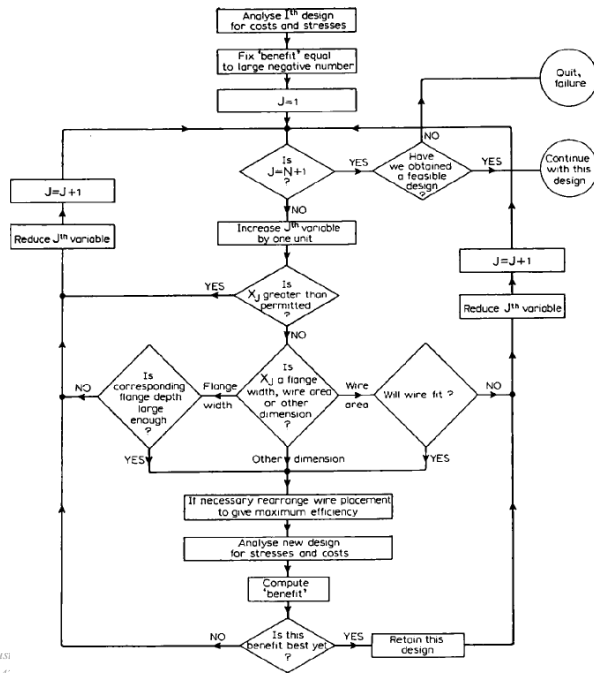 Analyse Ith design
for costs and stresses
Fix 'benefit' equal
to large negative number
J=1
Quit,
failure
NO
Is
J=N+1
?
YES
Have
we obtained
a feasible
design
?
YES
Continue
with this
design
J=J+1
Reduce Jth variable
NO
Increase Jth variable
by one unit
J=J+1
Reduce Jth variable
YES
Is
XJ greater than
permitted
?
NO
NO
Is
corresponding
flange depth
large
enough
?
Flange
width
Is
XJ a flange
width, wire area
or other
dimension
?
Wire
area
Will wire fit ?
NO
YES
Other dimension
YES
If necessary rearrange wire placement
to give maximum efficiency
Analyse new design
for stresses and costs
Compute
'benefit'
NO
Is this
benefit best yet
?
YES
Retain this
design